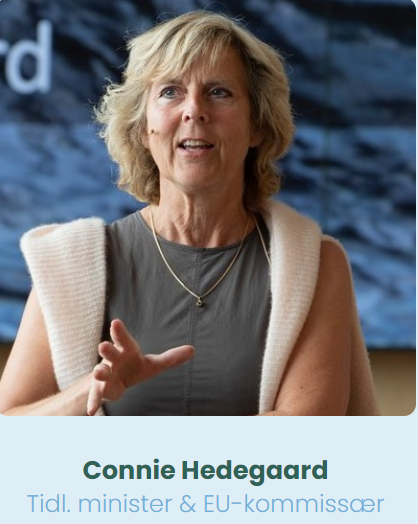 rd
Connie Hedegaard
Tidl. minister & EU-kommissær